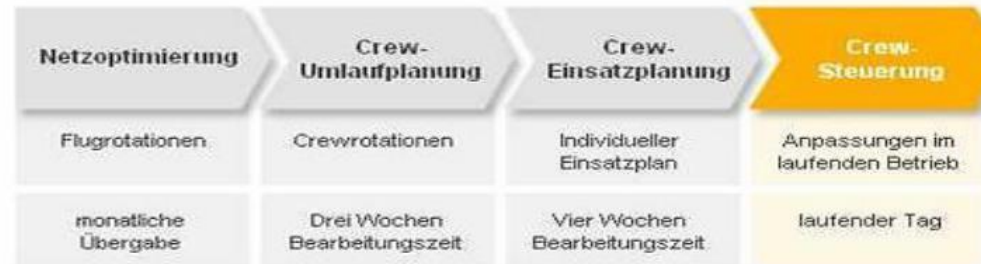 Netzoptimierung
Crew-
Umlaufplanung
Crew-
Einsatzplanung
Crew-
Steuerung
Flugrotationen
Crewrotationen
Individueller
Einsatzplan
Anpassungen im
laufenden Betrieb
monatliche
Übergabe
Drei Wochen
Bearbeitungszeit
Vier Wochen
Bearbeitungszeit
laufender Tag